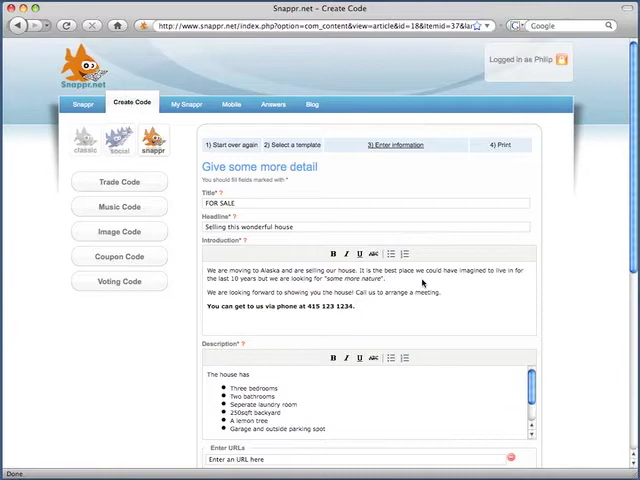 Snappr.net - Create Code
http://www.snappr.net/index.php?option=com_content&view=article&id=18&Itemid=37&lan
Google
Snappr.net
Logged in as Philip
Snappr
Create Code
My Snappr
Mobile
Answers
Blog
classic
social
snappr
1) Start over again
2) Select a template
3) Enter information
4) Print
Trade Code
Music Code
Image Code
Coupon Code
Voting Code
Give some more detail
You should fill fields marked with *
Title* ?
FOR SALE
Headline* ?
Selling this wonderful house
Introduction* ?
B I U ABC
We are moving to Alaska and are selling our house. It is the best place we could have imagined to live in for
the last 10 years but we are looking for "some more nature".
We are looking forward to showing you the house! Call us to arrange a meeting.
You can get to us via phone at 415 123 1234.
Description* ?
B I U ABC
The house has
Three bedrooms
Two bathrooms
Seperate laundry room
250sqft backyard
A lemon tree
Garage and outside parking spot
Enter URLs
Enter an URL here
Done